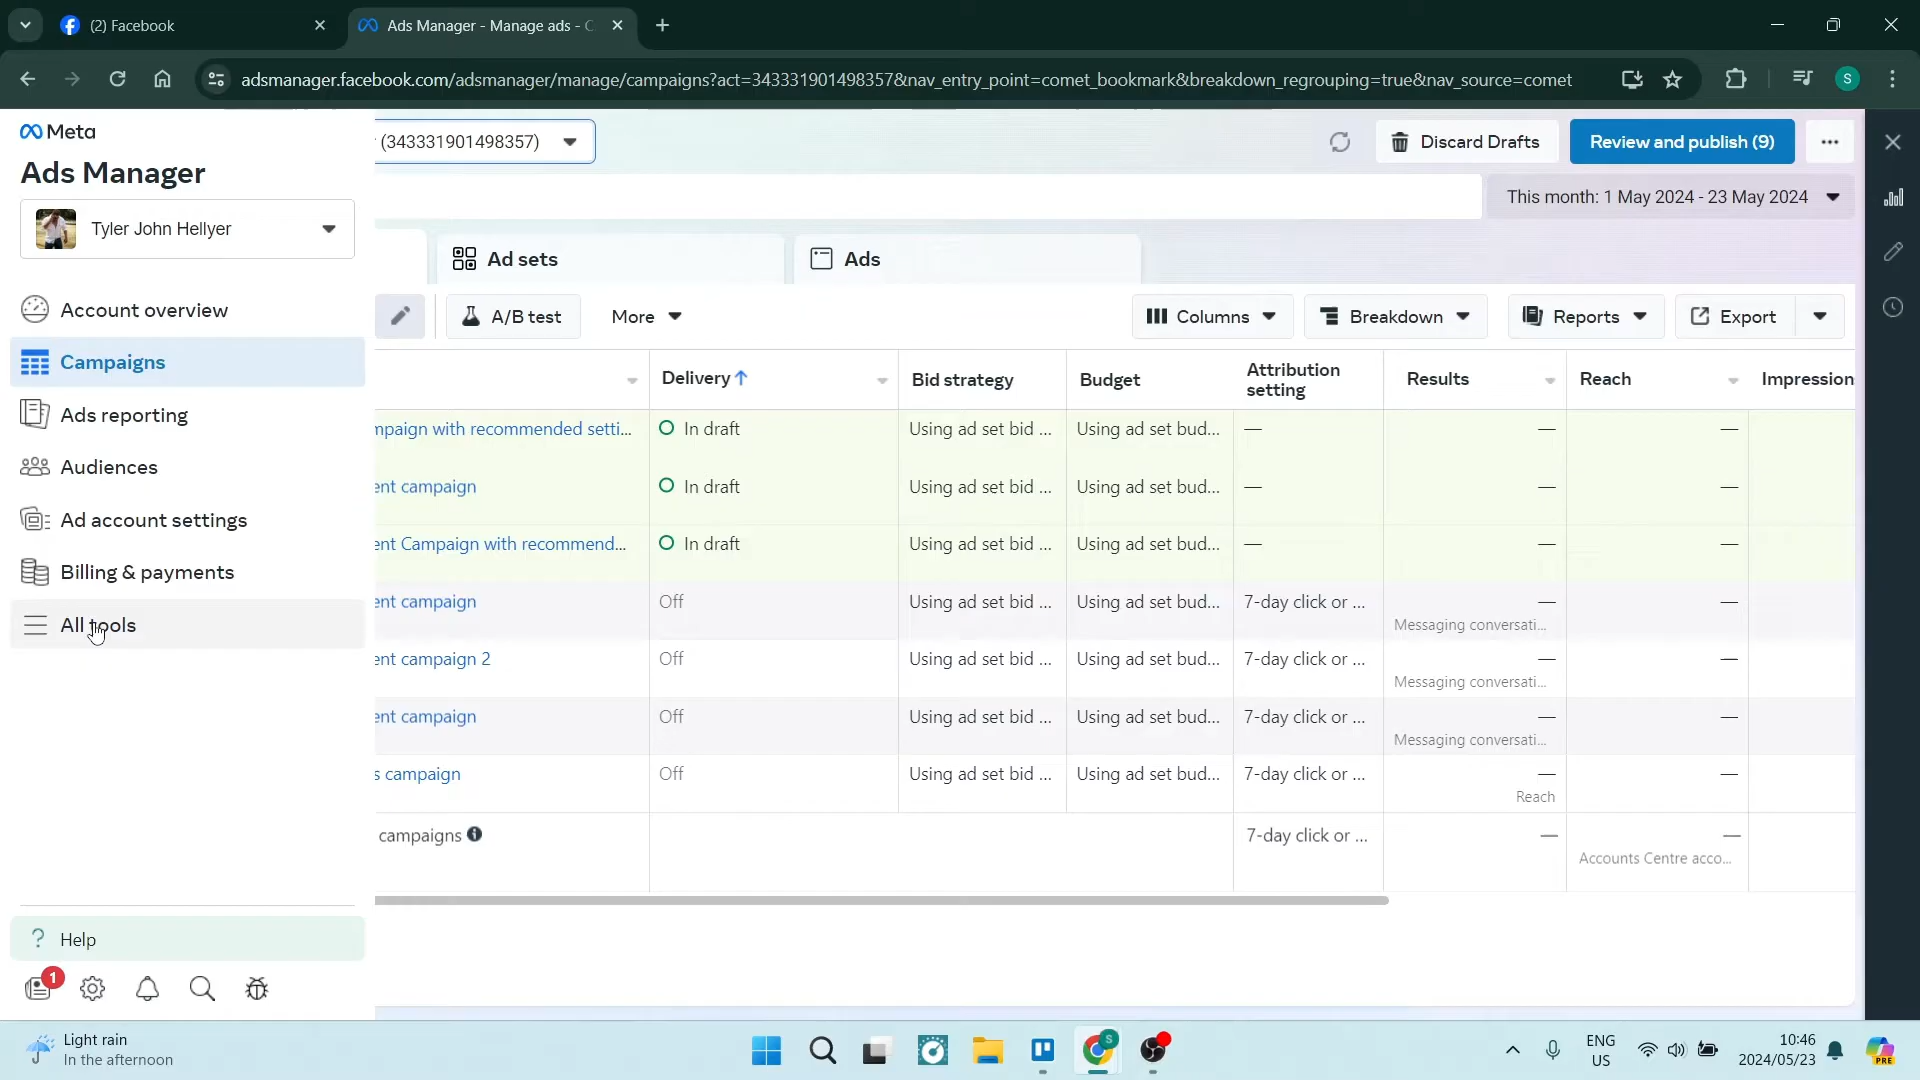 (2) Facebook
Ads Manager - Manage ads - C
adsmanager.facebook.com/adsmanager/manage/campaigns?act=343331901498357&nav_entry_point=comet_bookmark&breakdown_regrouping=true&nav_source=comet
S
Meta
Ads Manager
Tyler John Hellyer
Account overview
Campaigns
Ads reporting
Audiences
Ad account settings
Billing & payments
All tools
? Help
1
(343331901498357)
Discard Drafts
Review and publish (9)
This month: 1 May 2024 - 23 May 2024
Ad sets
Ads
A/B test
More
Columns
Breakdown
Reports
Export
Delivery↑
Bid strategy
Budget
Attribution
setting
Results
Reach
Impression
mpaign with recommended setti...
In draft
Using ad set bid ...
Using ad set bud...
—
—
—
ent campaign
In draft
Using ad set bid ...
Using ad set bud...
—
—
—
ent Campaign with recommend...
In draft
Using ad set bid ...
Using ad set bud...
—
—
—
ent campaign
Off
Using ad set bid ...
Using ad set bud...
7-day click or ...
—
Messaging conversati...
—
ent campaign 2
Off
Using ad set bid ...
Using ad set bud...
7-day click or ...
—
Messaging conversati...
—
ent campaign
Off
Using ad set bid ...
Using ad set bud...
7-day click or ...
—
Messaging conversati...
—
s campaign
Off
Using ad set bid ...
Using ad set bud...
7-day click or ...
—
Reach
—
campaigns
7-day click or ...
—
—
Accounts Centre acco...
Light rain
In the afternoon
S
ENG
US
10:46
2024/05/23
PRE